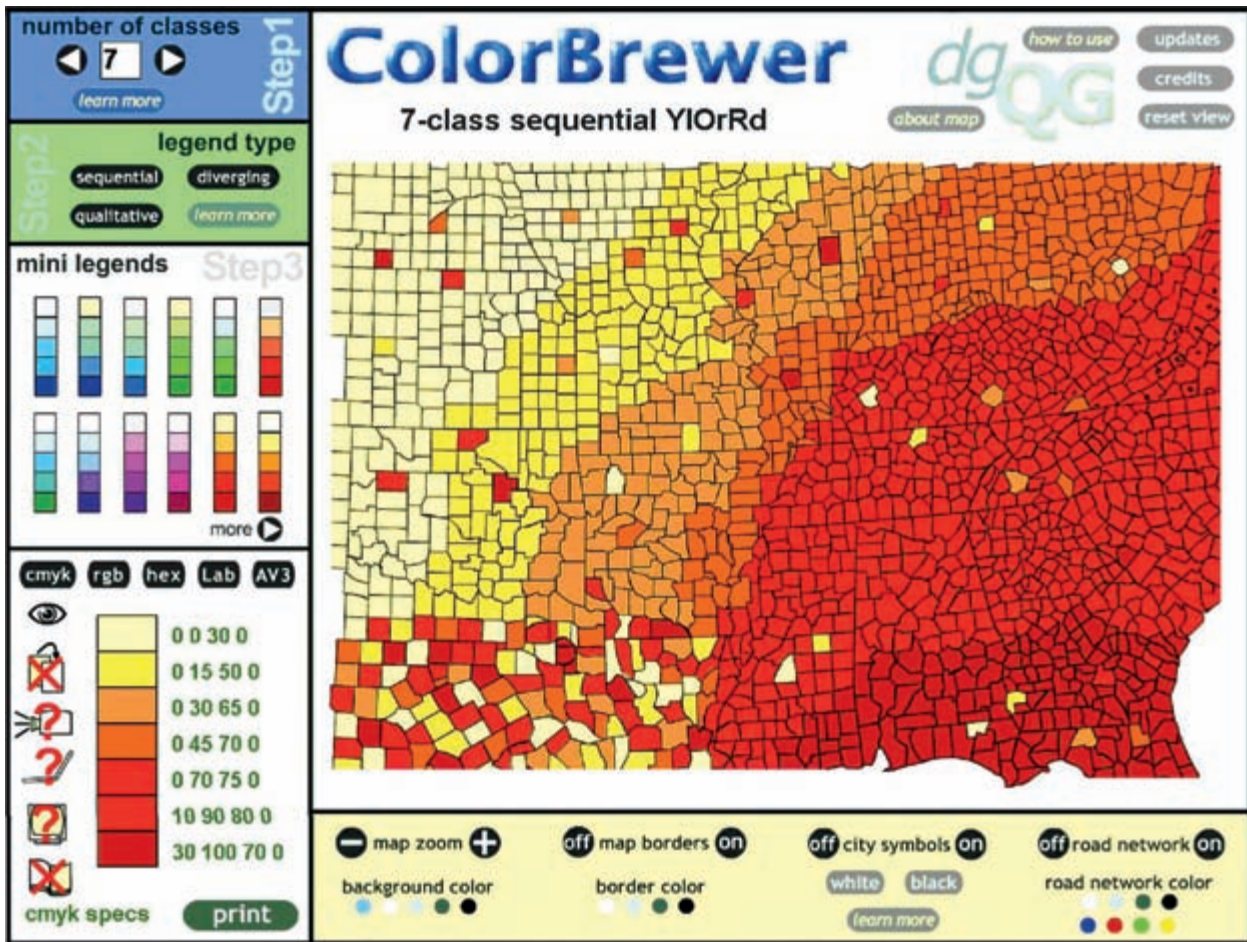 number of classes
7
learn more
Step1
Step2
legend type
sequential
diverging
qualitative
learn more
mini legends
Step3
more
cmyk
rgb
hex
Lab
AV3
0 0 30 0
0 15 50 0
0 30 65 0
0 45 70 0
0 70 75 0
10 90 80 0
30 100 70 0
?
?
?
cmyk specs
print
ColorBrewer
7-class sequential YlOrRd
dg
QG
how to use
about map
updates
credits
reset view
map zoom
background color
off map borders on
border color
off city symbols on
white
black
learn more
off road network on
road network color